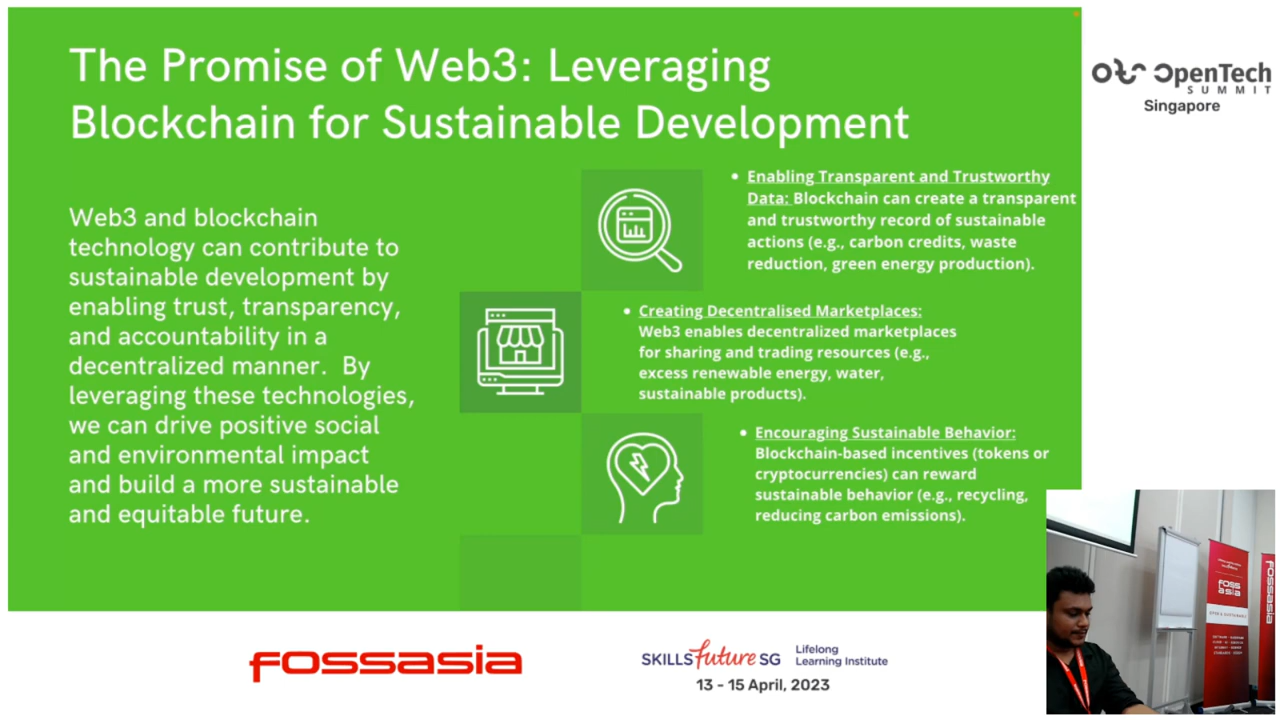 The Promise of Web3: Leveraging
Blockchain for Sustainable Development
Web3 and blockchain
technology can contribute to
sustainable development by
enabling trust, transparency,
and accountability in a
decentralized manner. By
leveraging these technologies,
we can drive positive social
and environmental impact
and build a more sustainable
and equitable future.
• Enabling Transparent and Trustworthy
Data: Blockchain can create a transparent
and trustworthy record of sustainable
actions (e.g., carbon credits, waste
reduction, green energy production).
• Creating Decentralised Marketplaces:
Web3 enables decentralized marketplaces
for sharing and trading resources (e.g.,
excess renewable energy, water,
sustainable products).
• Encouraging Sustainable Behavior:
Blockchain-based incentives (tokens or
cryptocurrencies) can reward
sustainable behavior (e.g., recycling,
reducing carbon emissions).
OpenTech
SUMMIT
Singapore
fossasia
SKILLSfuture SG
Lifelong
Learning Institute
13 - 15 April, 2023
foss
asia
fossasia